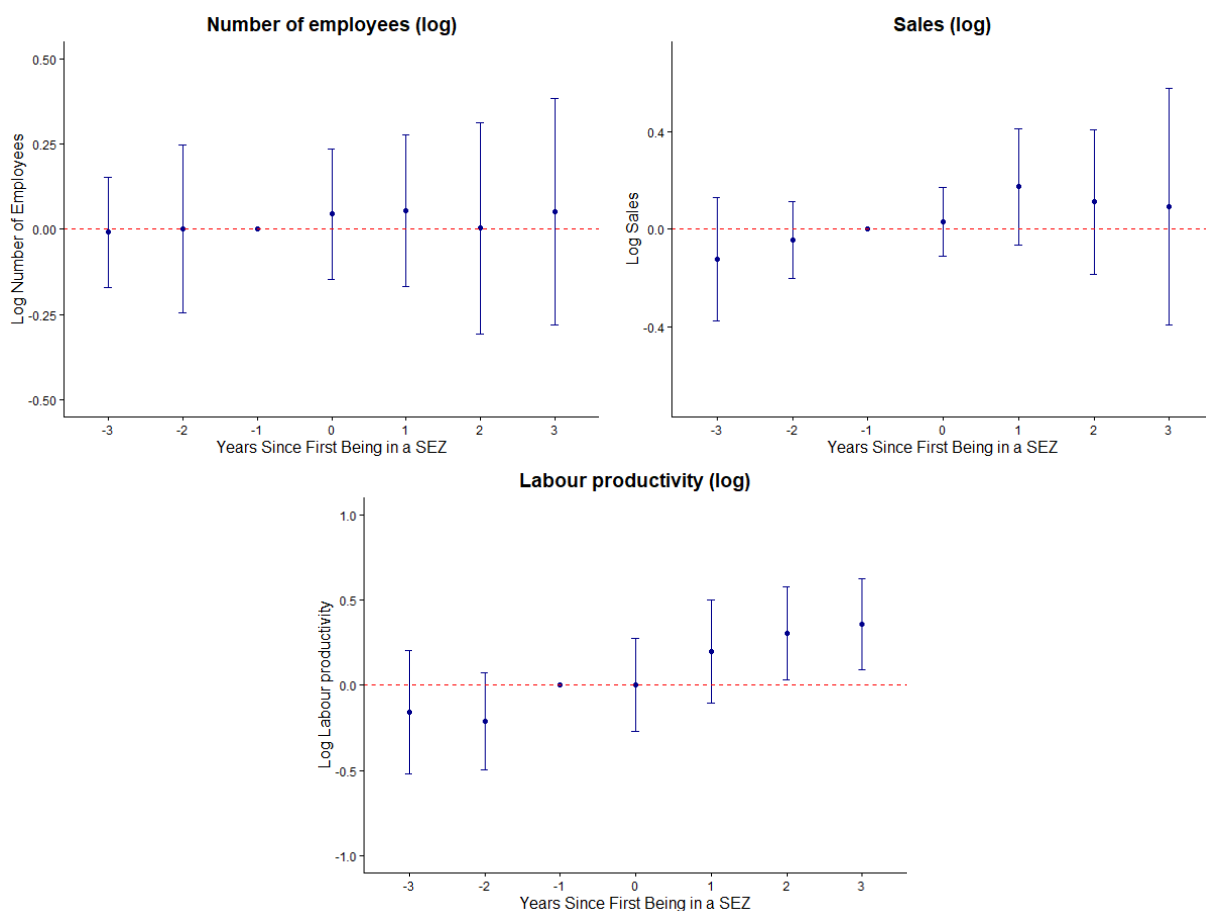 Number of employees (log)
0.50
0.25
0.00
-0.25
-0.50
Log Number of Employees
-3 -2 -1 0 1 2 3
Years Since First Being in a SEZ
Sales (log)
0.4
0.0
-0.4
Log Sales
-3 -2 -1 0 1 2 3
Years Since First Being in a SEZ
Labour productivity (log)
1.0
0.5
0.0
-0.5
-1.0
Log Labour productivity
-3 -2 -1 0 1 2 3
Years Since First Being in a SEZ